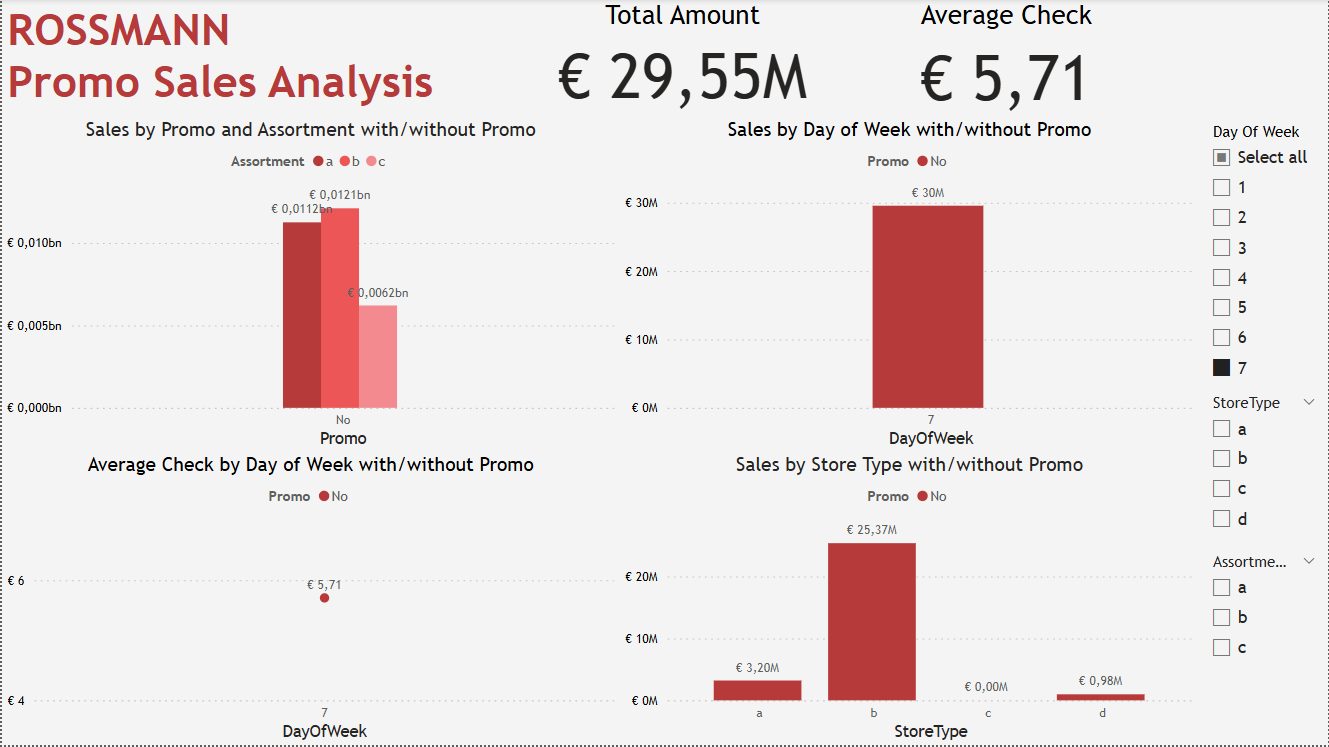 ROSSMANN
Promo Sales Analysis
Total Amount
€ 29,55M
Average Check
€ 5,71
Sales by Promo and Assortment with/without Promo
Assortment a b c
€ 0,0121bn
€ 0,0112bn
€ 0,010bn
€ 0,0062bn
€ 0,005bn
€ 0,000bn
No
Promo
Sales by Day of Week with/without Promo
Promo No
€ 30M
€ 30M
€ 20M
€ 10M
€ 0M
7
DayOfWeek
Average Check by Day of Week with/without Promo
Promo No
€ 6
€ 5,71
€ 4
7
DayOfWeek
Sales by Store Type with/without Promo
Promo No
€ 25,37M
€ 20M
€ 10M
€ 3,20M
€ 0,00M
€ 0,98M
€ 0M
a b c d
StoreType
Day Of Week
Select all
1
2
3
4
5
6
7
StoreType
a
b
c
d
Assortme...
a
b
c